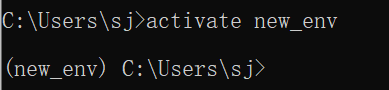 C:\Users\sj>activate new_env
(new_env) C:\Users\sj>